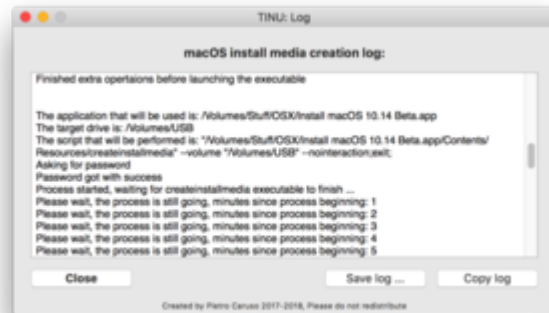 TINU: Log
macOS install media creation log:
Finished extra opertaions before launching the executable
The application that will be used is: /Volumes/Stuff/OSX/Install macOS 10.14 Beta.app
The target drive is: /Volumes/USB
The script that will be performed is: "/Volumes/Stuff/OSX/Install macOS 10.14 Beta.app/Contents/
Resources/createinstallmedia" --volume "/Volumes/USB" --nointeraction;exit;
Asking for password
Password got with success
Process started, waiting for createinstallmedia executable to finish ...
Please wait, the process is still going, minutes since process beginning: 1
Please wait, the process is still going, minutes since process beginning: 2
Please wait, the process is still going, minutes since process beginning: 3
Please wait, the process is still going, minutes since process beginning: 4
Please wait, the process is still going, minutes since process beginning: 5
Close
Save log ...
Copy log
Created by Pietro Caruso 2017-2018, Please do not redistribute